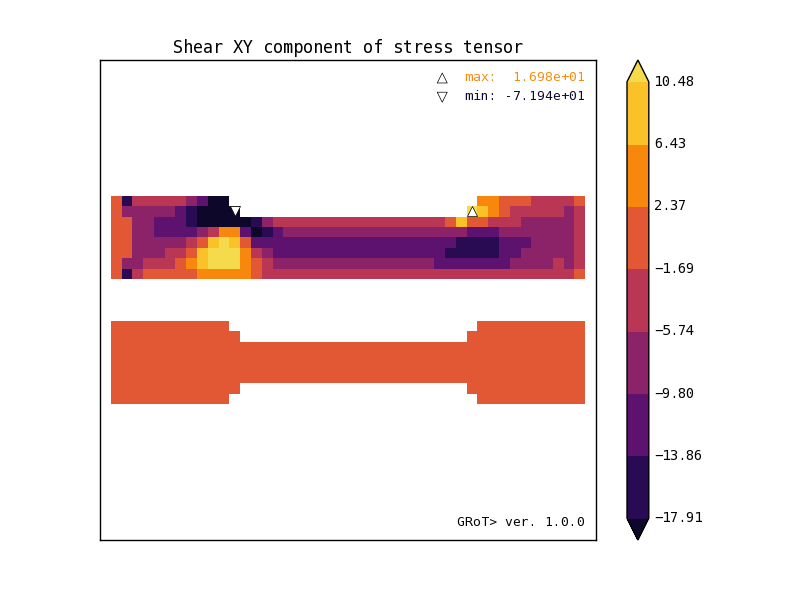 Shear XY component of stress tensor
△ max: 1.698e+01
▽ min: -7.194e+01
10.48
6.43
2.37
−1.69
−5.74
−9.80
−13.86
−17.91
GRoT> ver. 1.0.0